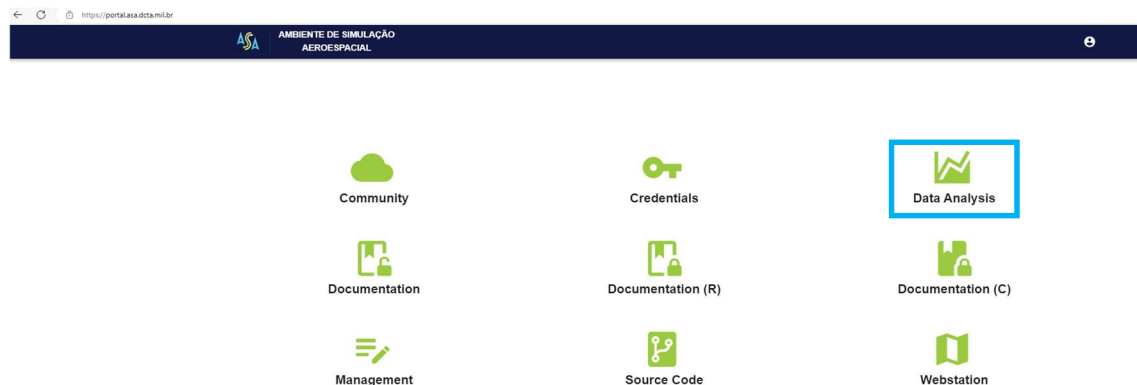 https://portal.asa.dcta.mil.br
ASA
AMBIENTE DE SIMULAÇÃO
AEROESPACIAL
Community
Credentials
Data Analysis
Documentation
Documentation (R)
Documentation (C)
Management
Source Code
Webstation